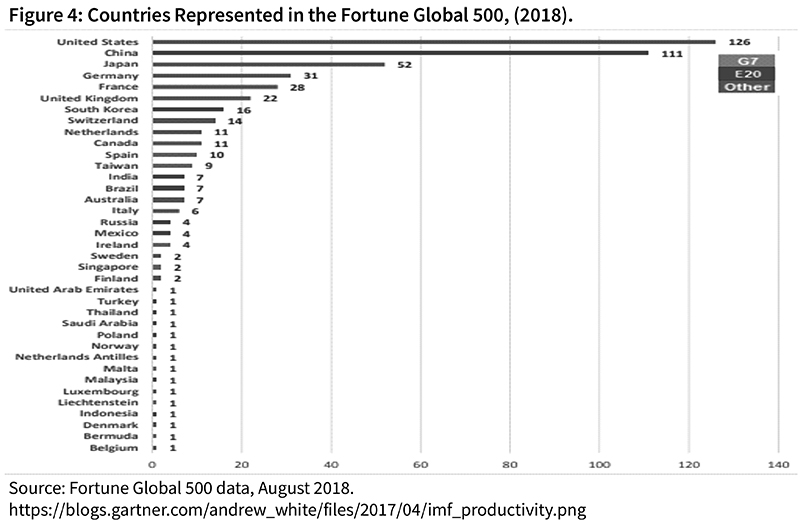 Figure 4: Countries Represented in the Fortune Global 500, (2018).
United States 126
China 111
Japan 52
Germany 31
France 28
United Kingdom 22
South Korea 16
Switzerland 14
Netherlands 11
Canada 11
Spain 10
Taiwan 9
India 7
Brazil 7
Australia 7
Italy 6
Russia 4
Mexico 4
Ireland 4
Sweden 2
Singapore 2
Finland 2
United Arab Emirates 1
Turkey 1
Thailand 1
Saudi Arabia 1
Poland 1
Norway 1
Netherlands Antilles 1
Malta 1
Malaysia 1
Luxembourg 1
Liechtenstein 1
Indonesia 1
Denmark 1
Bermuda 1
Belgium 1
G7
E20
Other
0 20 40 60 80 100 120 140
Source: Fortune Global 500 data, August 2018.
https://blogs.gartner.com/andrew_white/files/2017/04/imf_productivity.png